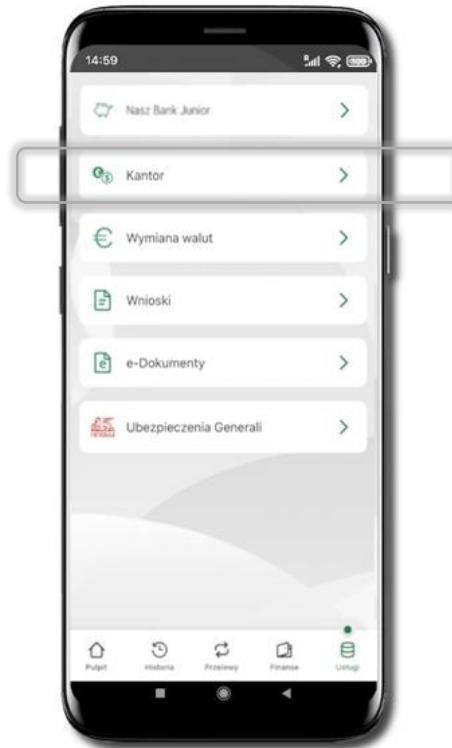 14:59
Nasz Bank Junior
Kantor
Wymiana walut
Wnioski
e-Dokumenty
Ubezpieczenia Generali
Pulpit Historia Przelewy Finanse Usługi